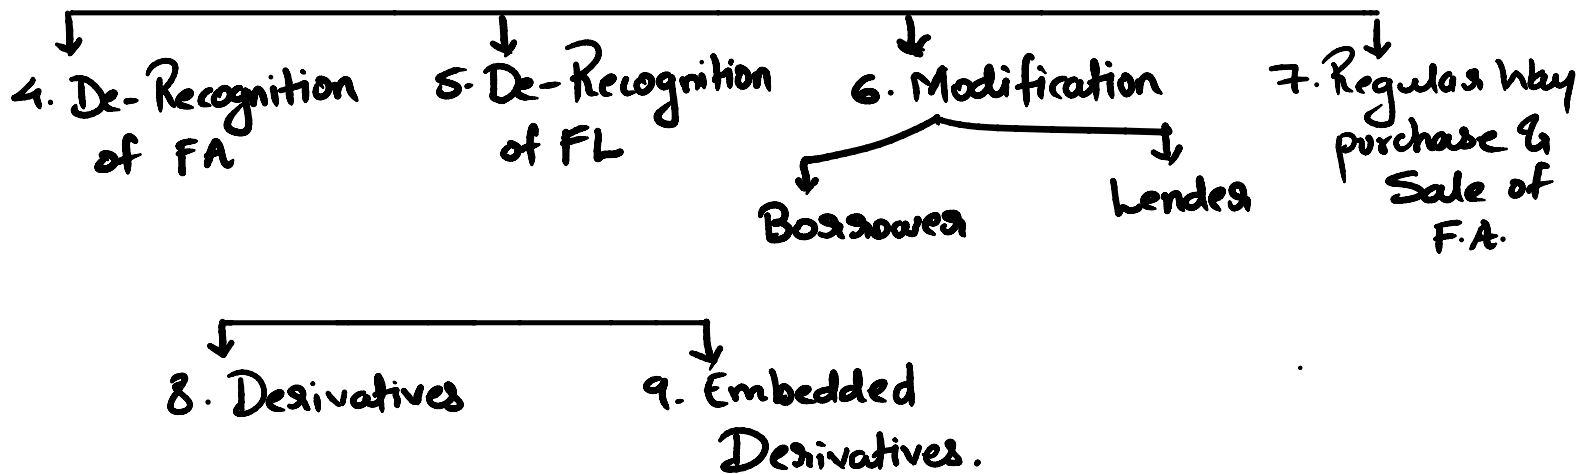 4. De-Recognition of FA
5. De-Recognition of FL
6. Modification
Borrower
Lender
7. Regular Way purchase & Sale of F.A.
8. Derivatives
9. Embedded Derivatives.